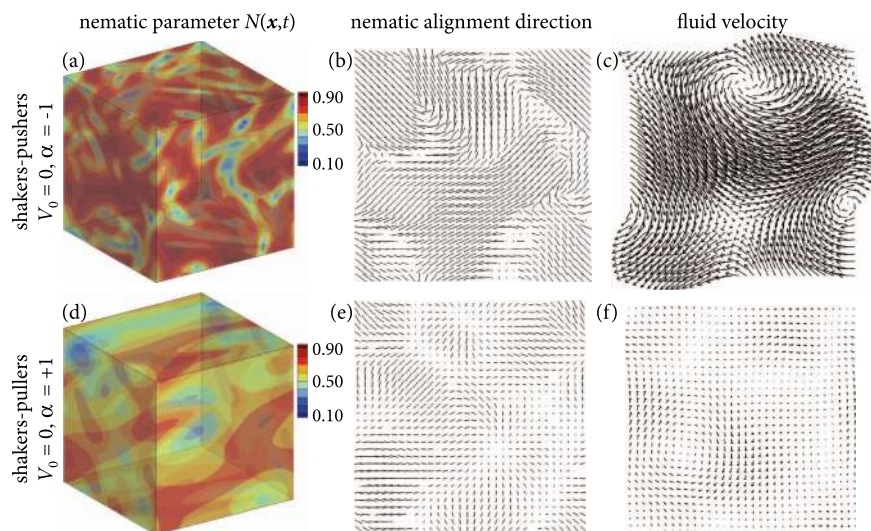 nematic parameter N(x,t) nematic alignment direction fluid velocity
(a) (b) (c)
0.90
0.50
0.10
shakers-pushers
V₀ = 0, α = -1
(d) (e) (f)
0.90
0.50
0.10
shakers-pullers
V₀ = 0, α = +1